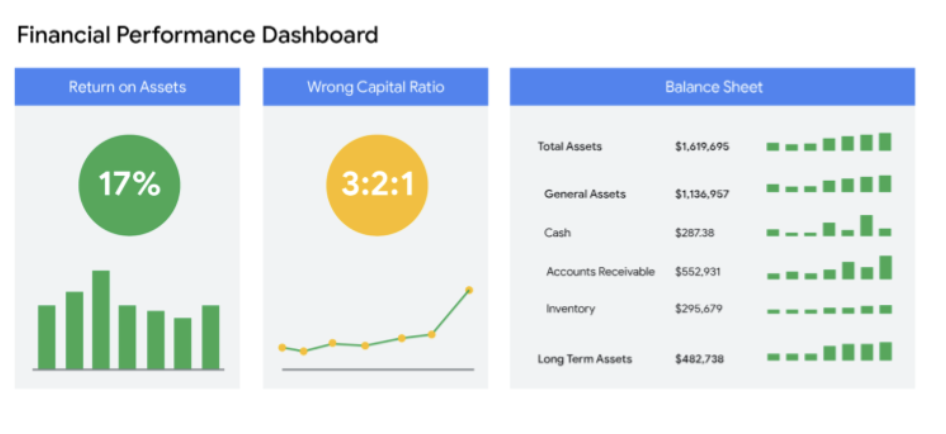 Financial Performance Dashboard
Return on Assets
17%
Wrong Capital Ratio
3:2:1
Balance Sheet
Total Assets $1,619,695
General Assets $1,136,957
Cash $287.38
Accounts Receivable $552,931
Inventory $295,679
Long Term Assets $482,738